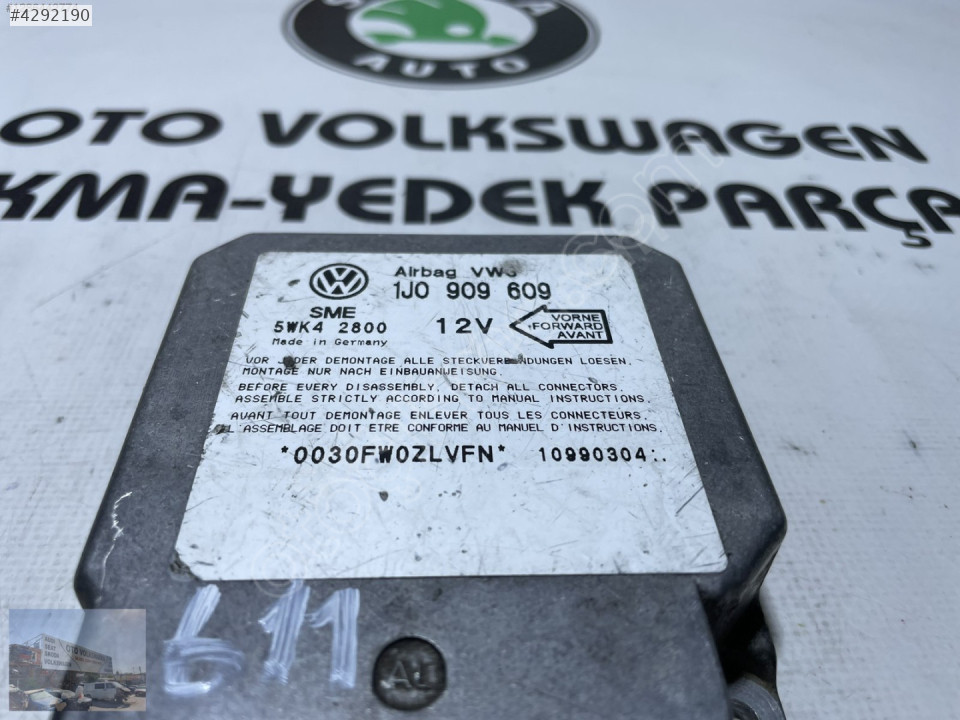 #4292190
AUTO
OTO VOLKSWAGEN
KMA-YEDEK PARÇA
Airbag VW3
1J0 909 609
SME
5WK4 2800
12V
VORNE
FORWARD
AVANT
Made in Germany
VOR JEDER DEMONTAGE ALLE STECKVERBINDUNGEN LOESEN.
MONTAGE NUR NACH EINBAUANWEISUNG.
BEFORE EVERY DISASSEMBLY, DETACH ALL CONNECTORS.
ASSEMBLE STRICTLY ACCORDING TO MANUAL INSTRUCTIONS.
AVANT TOUT DEMONTAGE ENLEVER TOUS LES CONNECTEURS.
L'ASSEMBLAGE DOIT ETRE CONFORME AU MANUEL D'INSTRUCTIONS.
*0030FW0ZLVFN* 10990304:.
611